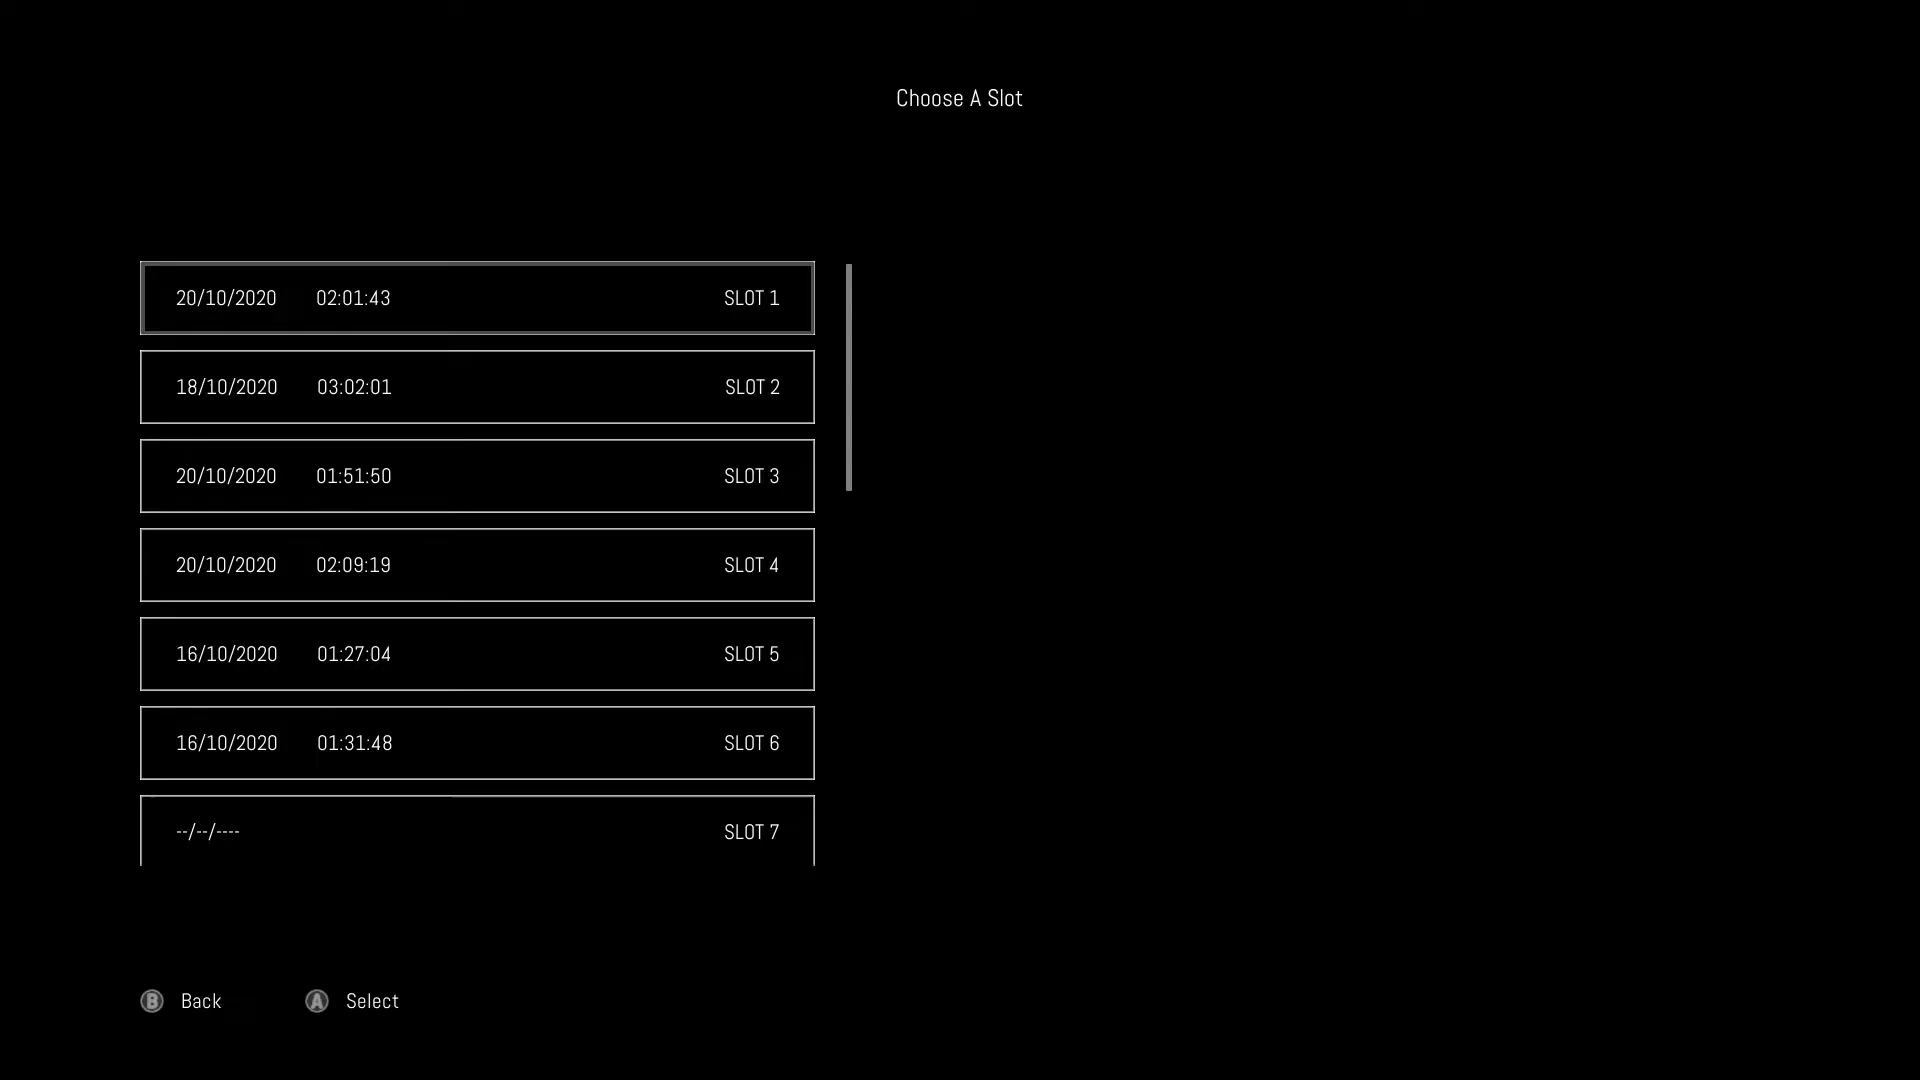 Choose A Slot
20/10/2020 02:01:43 SLOT 1
18/10/2020 03:02:01 SLOT 2
20/10/2020 01:51:50 SLOT 3
20/10/2020 02:09:19 SLOT 4
16/10/2020 01:27:04 SLOT 5
16/10/2020 01:31:48 SLOT 6
--/--/---- SLOT 7
B Back A Select